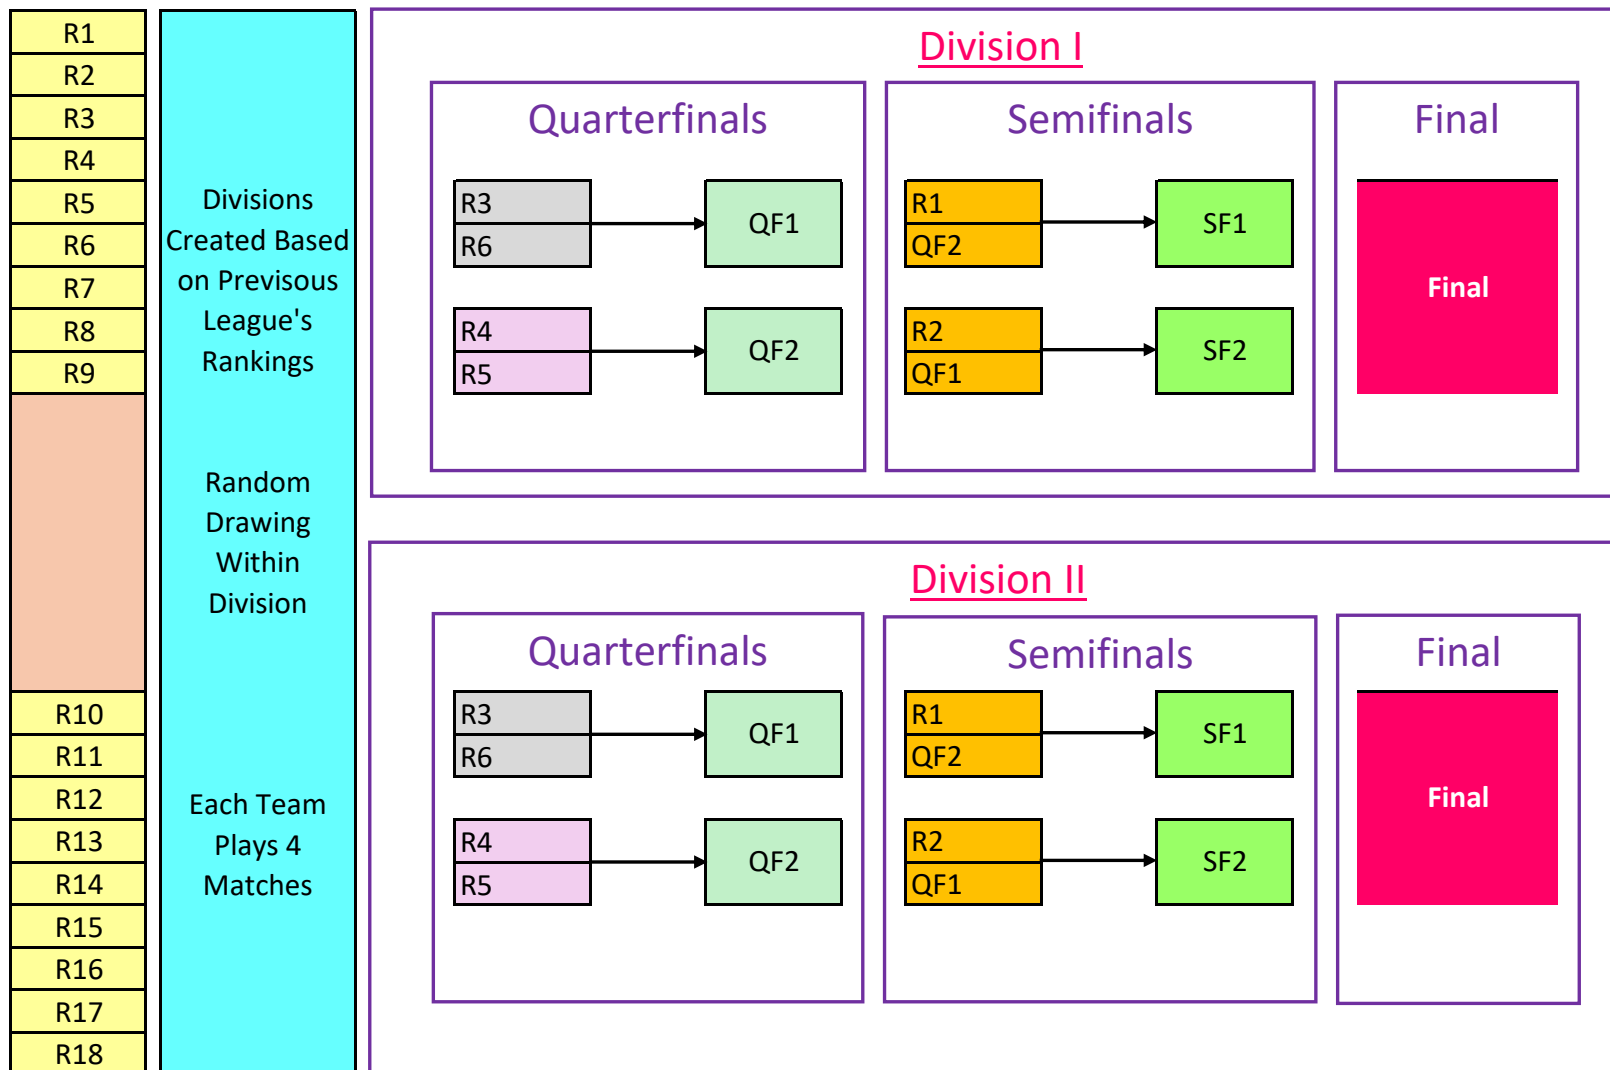 R1
R2
R3
R4
R5
R6
R7
R8
R9
R10
R11
R12
R13
R14
R15
R16
R17
R18
Divisions
Created Based
on Previsous
League's
Rankings
Random
Drawing
Within
Division
Each Team
Plays 4
Matches
Division I
Quarterfinals
R3
R6
QF1
R4
R5
QF2
Semifinals
R1
QF2
SF1
R2
QF1
SF2
Final
Final
Division II
Quarterfinals
R3
R6
QF1
R4
R5
QF2
Semifinals
R1
QF2
SF1
R2
QF1
SF2
Final
Final